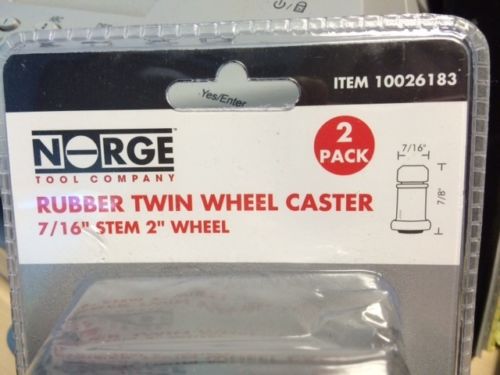 ITEM 10026183
Yes/Enter
NORGE
TOOL COMPANY
2
PACK
7/16"
7/8"
RUBBER TWIN WHEEL CASTER
7/16" STEM 2" WHEEL